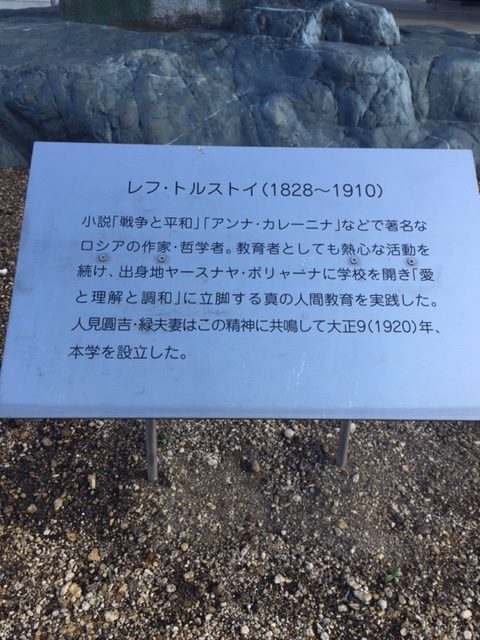 レフ・トルストイ(1828～1910)
小説「戦争と平和」「アンナ・カレーニナ」などで著名な
ロシアの作家・哲学者。教育者としても熱心な活動を
続け、出身地ヤースナヤ・ポリャーナに学校を開き「愛
と理解と調和」に立脚する真の人間教育を実践した。
人見圓吉・緑夫妻はこの精神に共鳴して大正9(1920)年、
本学を設立した。